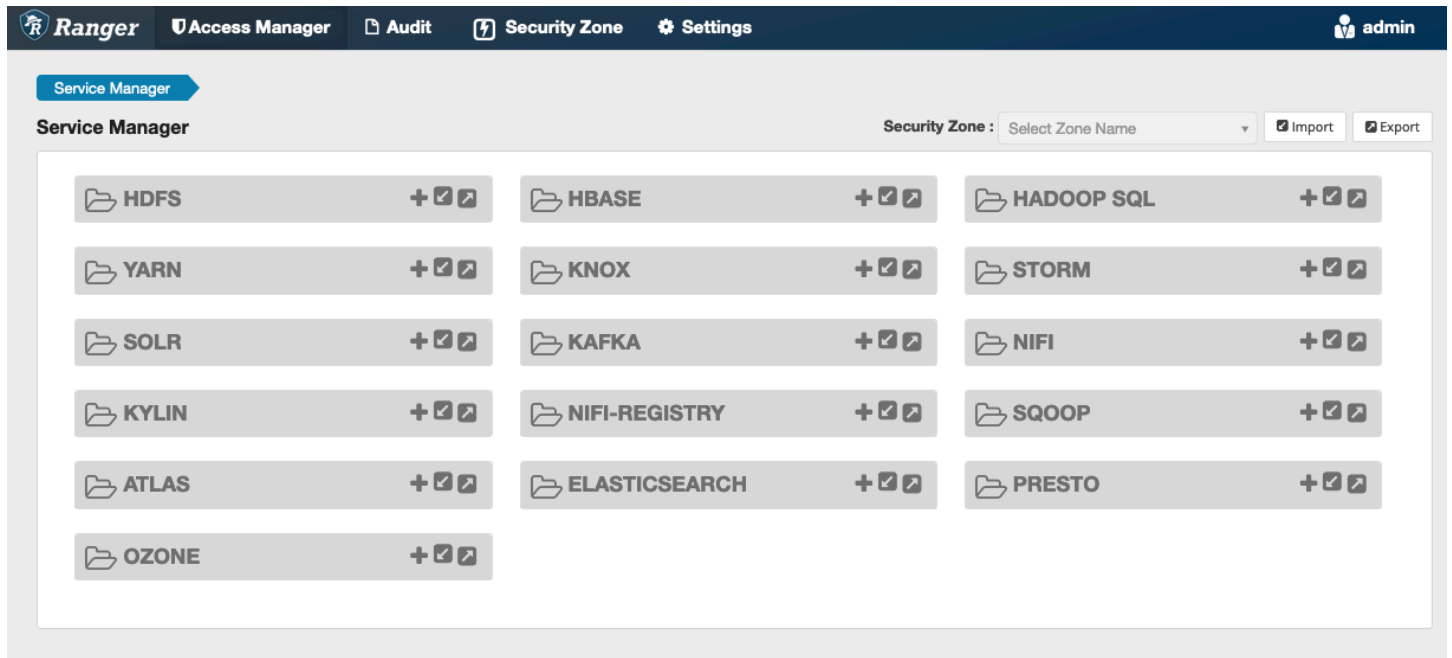 Ranger Access Manager Audit Security Zone Settings admin
Service Manager
Service Manager Security Zone : Select Zone Name Import Export
HDFS HBASE HADOOP SQL
YARN KNOX STORM
SOLR KAFKA NIFI
KYLIN NIFI-REGISTRY SQOOP
ATLAS ELASTICSEARCH PRESTO
OZONE